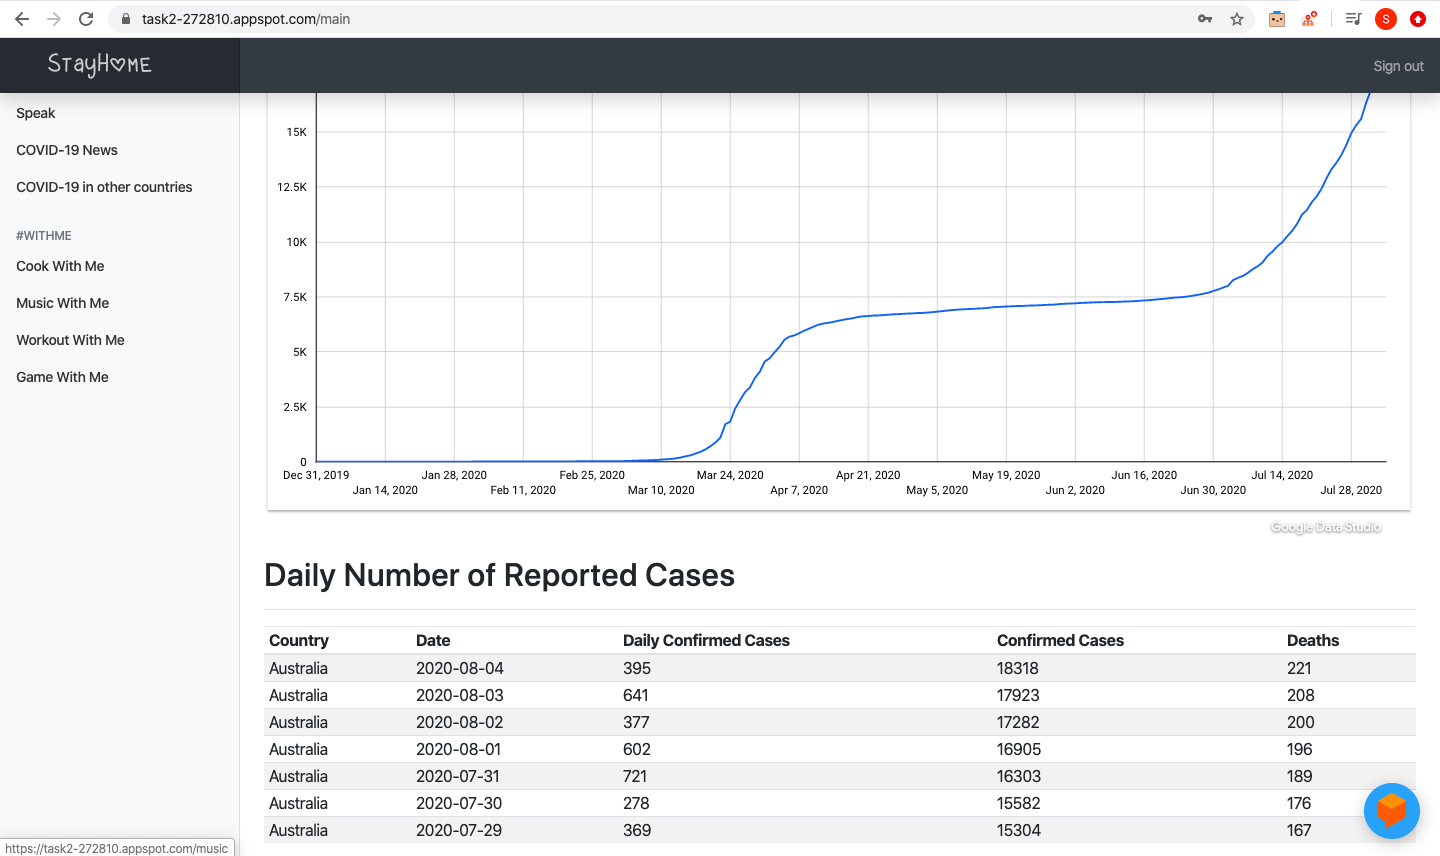 task2-272810.appspot.com/main
S
StayHome
Sign out
Speak
COVID-19 News
COVID-19 in other countries
#WITHME
Cook With Me
Music With Me
Workout With Me
Game With Me
15K
12.5K
10K
7.5K
5K
2.5K
0
Dec 31, 2019 Jan 28, 2020 Feb 25, 2020 Mar 24, 2020 Apr 21, 2020 May 19, 2020 Jun 16, 2020 Jul 14, 2020
Jan 14, 2020 Feb 11, 2020 Mar 10, 2020 Apr 7, 2020 May 5, 2020 Jun 2, 2020 Jun 30, 2020 Jul 28, 2020
Google Data Studio
Daily Number of Reported Cases
Country Date Daily Confirmed Cases Confirmed Cases Deaths
Australia 2020-08-04 395 18318 221
Australia 2020-08-03 641 17923 208
Australia 2020-08-02 377 17282 200
Australia 2020-08-01 602 16905 196
Australia 2020-07-31 721 16303 189
Australia 2020-07-30 278 15582 176
Australia 2020-07-29 369 15304 167
https://task2-272810.appspot.com/music